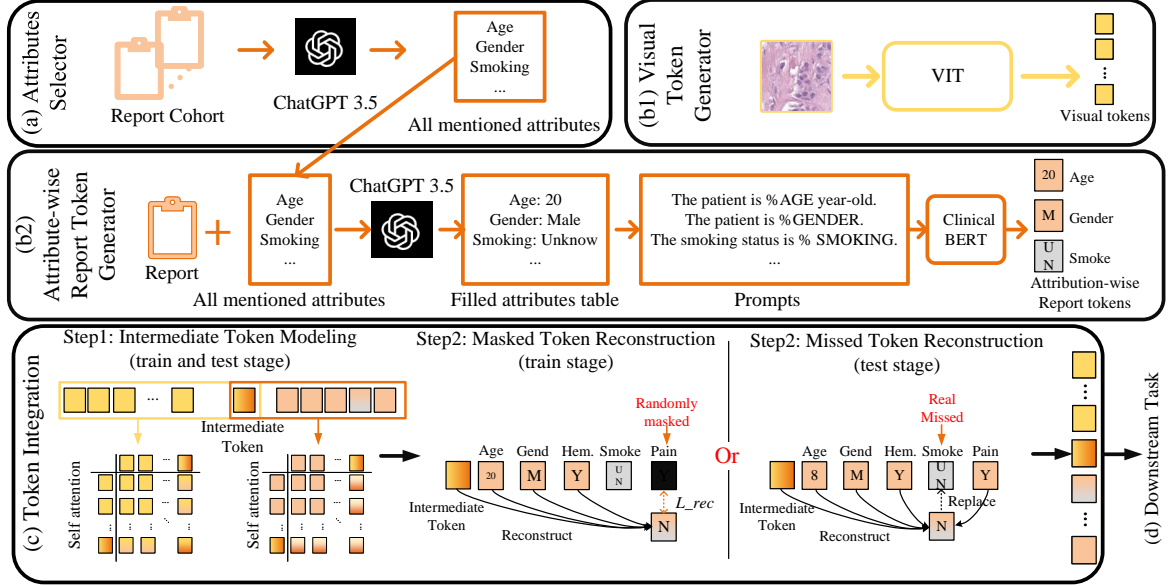 (a) Attributes
Selector
Report Cohort
ChatGPT 3.5
Age
Gender
Smoking
...
All mentioned attributes
(b1) Visual
Token
Generator
VIT
...
Visual tokens
(b2)
Attribute-wise
Report Token
Generator
Report
Age
Gender
Smoking
...
All mentioned attributes
ChatGPT 3.5
Age: 20
Gender: Male
Smoking: Unknow
...
Filled attributes table
The patient is %AGE year-old.
The patient is %GENDER.
The smoking status is % SMOKING.
...
Prompts
Clinical
BERT
20 Age
M Gender
U
N Smoke
Attribution-wise
Report tokens
(c) Token Integration
Step1: Intermediate Token Modeling
(train and test stage)
...
Intermediate
Token
Self attention
Self attention
Step2: Masked Token Reconstruction
(train stage)
Randomly
masked
Age Gend Hem. Smoke Pain
20 M Y U N Y
Intermediate
Token
L_rec
N
Reconstruct
Or
Step2: Missed Token Reconstruction
(test stage)
Real
Missed
Age Gend Hem. Smoke Pain
8 M Y U N Y
Intermediate
Token
Replace
N
Reconstruct
(d) Downstream Task